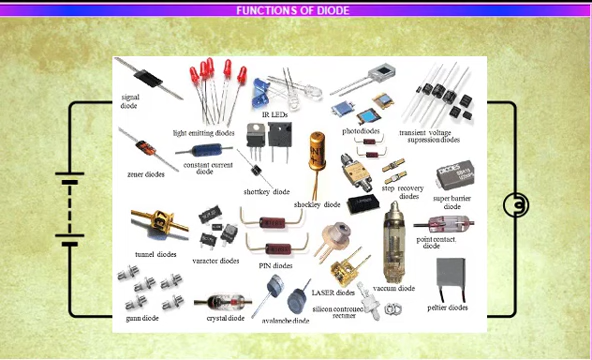 FUNCTIONS OF DIODE
signal
diode
light emitting diodes
IR LEDs
photodiodes
transient voltage
supression diodes
zener diodes
constant current
diode
shottkey diode
shockley diode
step recovery
diodes
super barrier
diode
tunnel diodes
varactor diodes
PIN diodes
LASER diodes
vaccum diode
point contact
diode
gunn diode
crystal diode
avalanche diode
silicon controlled
rectifier
peltier diodes